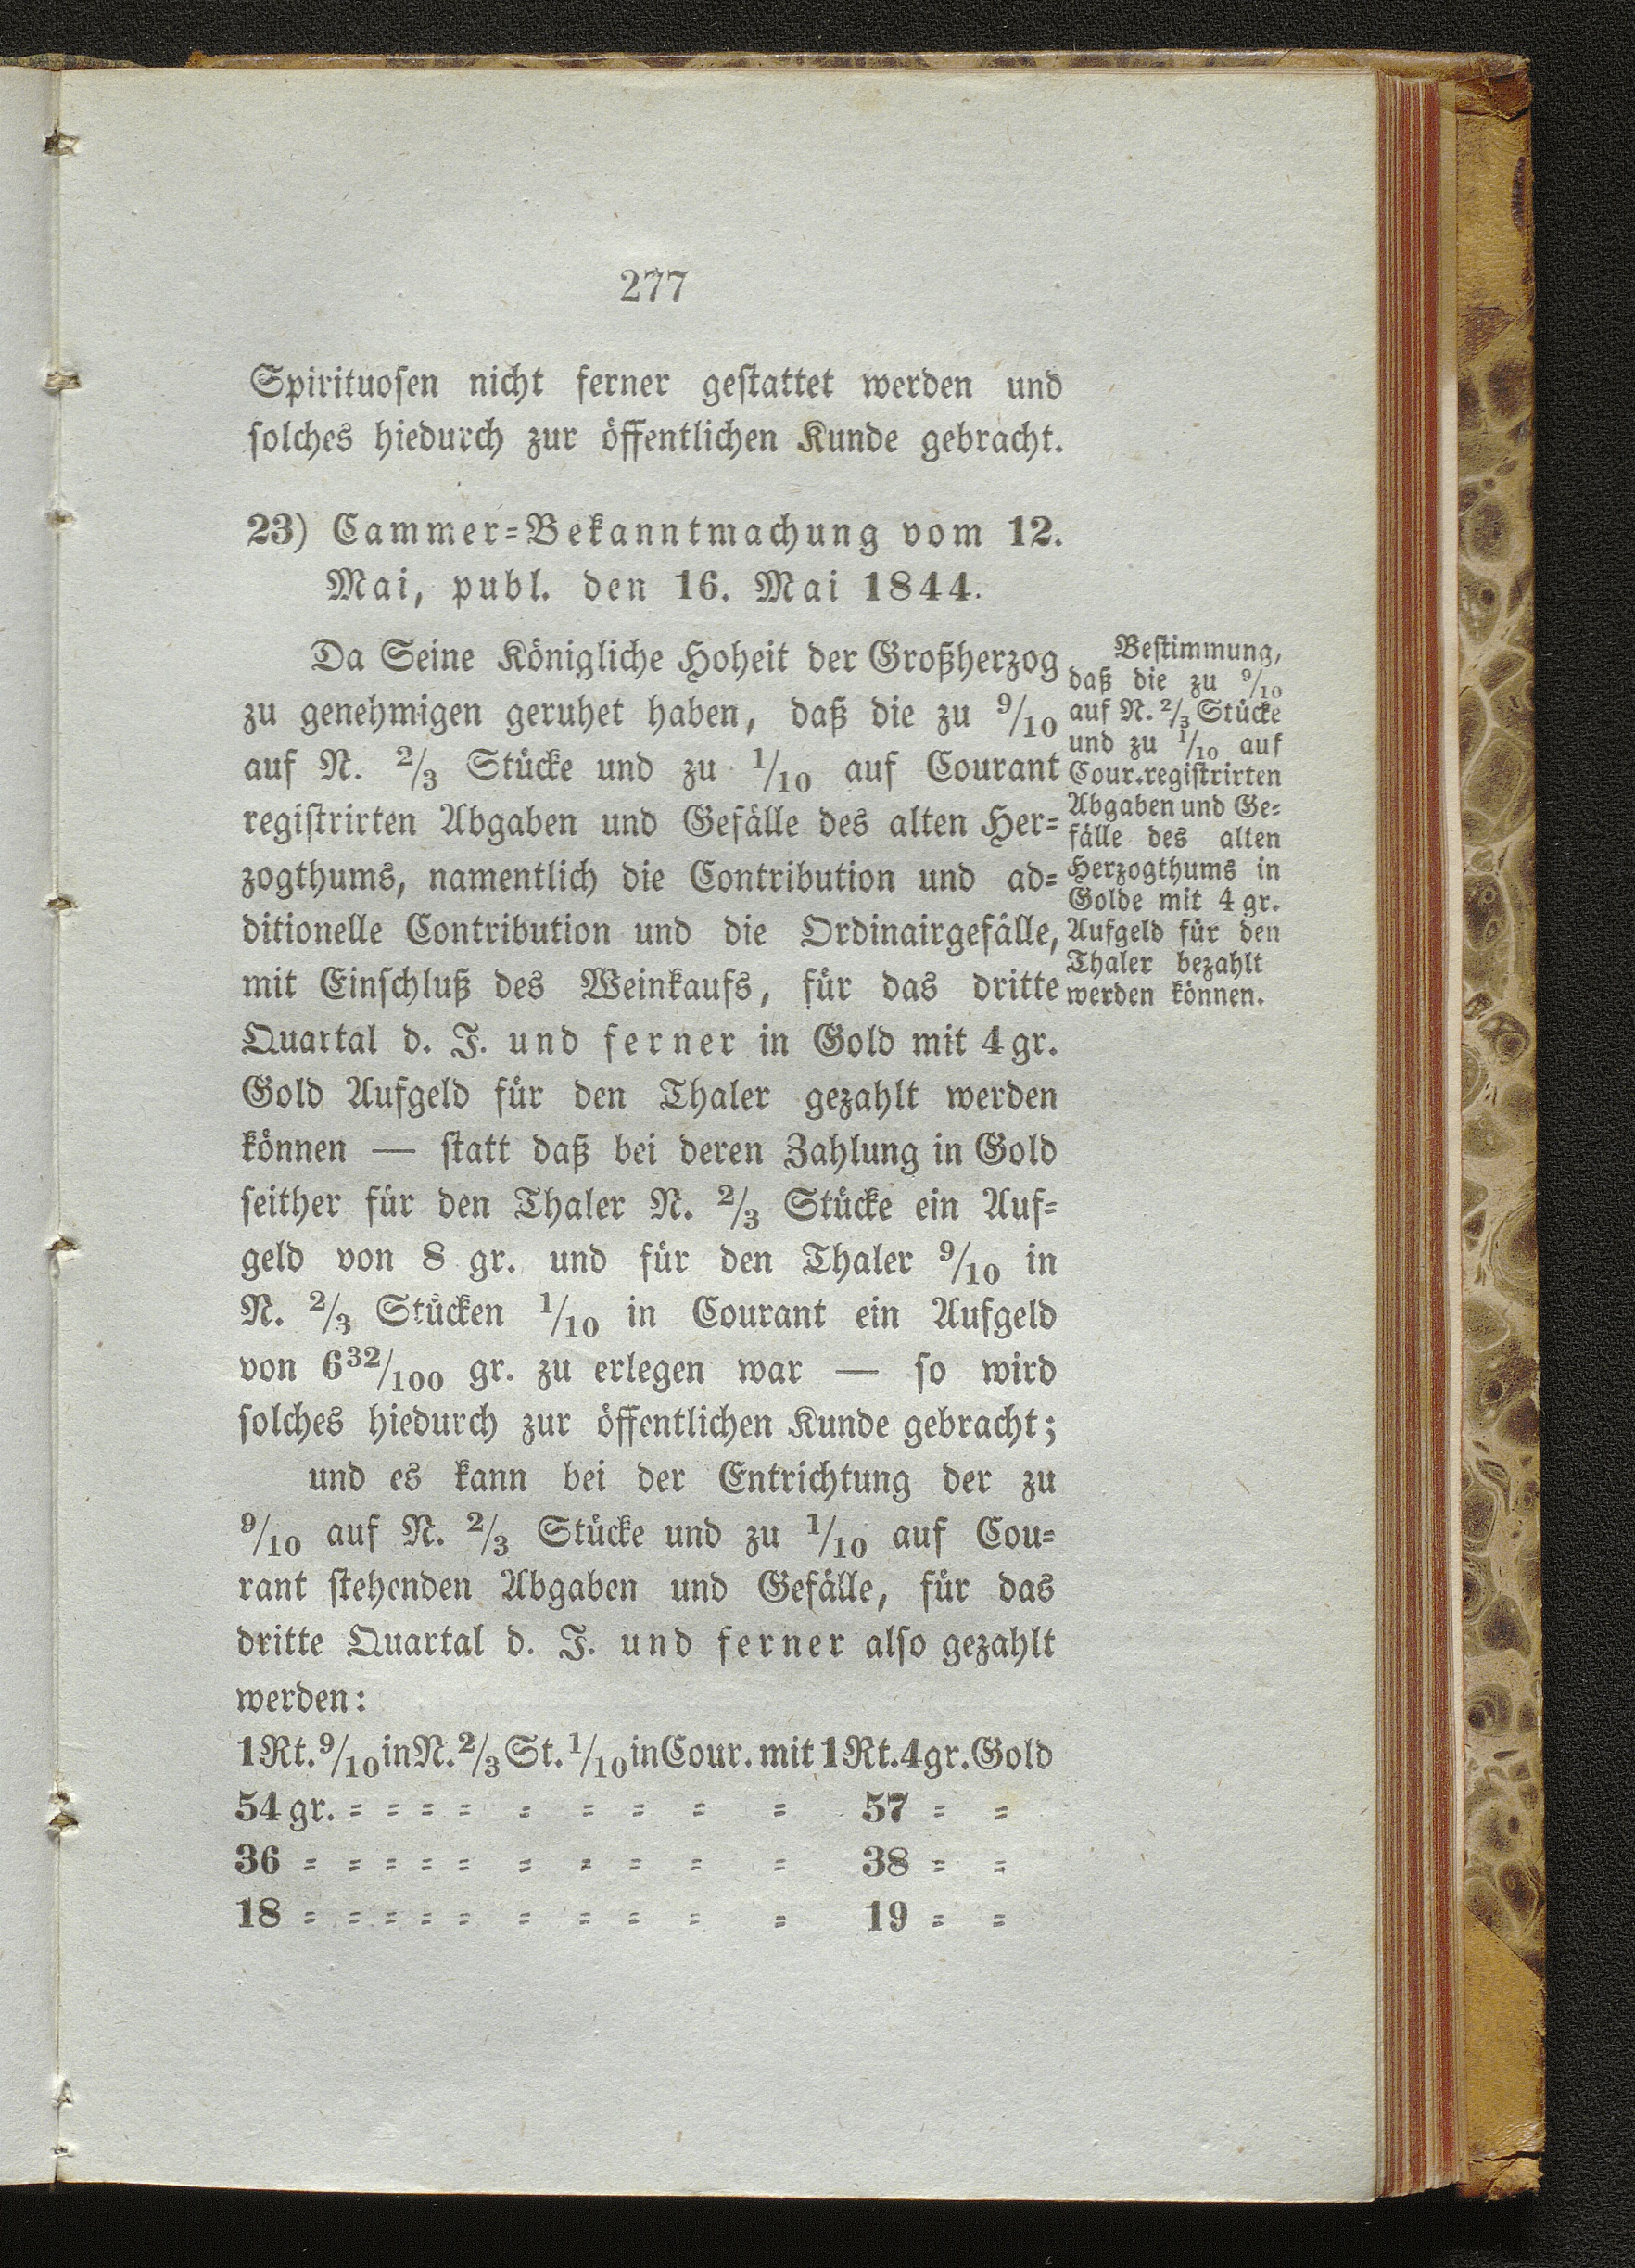 277
Spirituosen nicht ferner gestattet werden und
solches hiedurch zur öffentlichen Kunde gebracht.
23) Cammer=Bekanntmachung vom 12.
Mai, publ. den 16. Mai 1844.
Da Seine Königliche Hoheit der Großherzog
zu genehmigen geruhet haben, daß die zu 9/10
auf N. 2/3 Stücke und zu 1/10 auf Courant
registrirten Abgaben und Gefälle des alten Her=
zogthums, namentlich die Contribution und ad=
ditionelle Contribution und die Ordinairgefälle,
mit Einschluß des Weinkaufs, für das dritte
Quartal d. J. und ferner in Gold mit 4 gr.
Gold Aufgeld für den Thaler gezahlt werden
können — statt daß bei deren Zahlung in Gold
seither für den Thaler N. 2/3 Stücke ein Auf=
geld von 8 gr. und für den Thaler 9/10 in
N. 2/3 Stücken 1/10 in Courant ein Aufgeld
von 6 32/100 gr. zu erlegen war — so wird
solches hiedurch zur öffentlichen Kunde gebracht;
und es kann bei der Entrichtung der zu
9/10 auf N. 2/3 Stücke und zu 1/10 auf Cou=
rant stehenden Abgaben und Gefälle, für das
dritte Quartal d. J. und ferner also gezahlt
werden:
1 Rt. 9/10 in N. 2/3 St. 1/10 in Cour. mit 1 Rt. 4 gr. Gold
54 gr. = = = = = = = = = 57 = =
36 = = = = = = = = = = 38 = =
18 = = = = = = = = = = 19 = =
Bestimmung,
daß die zu 9/10
auf N. 2/3 Stücke
und zu 1/10 auf
Cour. registrirten
Abgaben und Ge=
fälle des alten
Herzogthums in
Golde mit 4 gr.
Aufgeld für den
Thaler bezahlt
werden können.